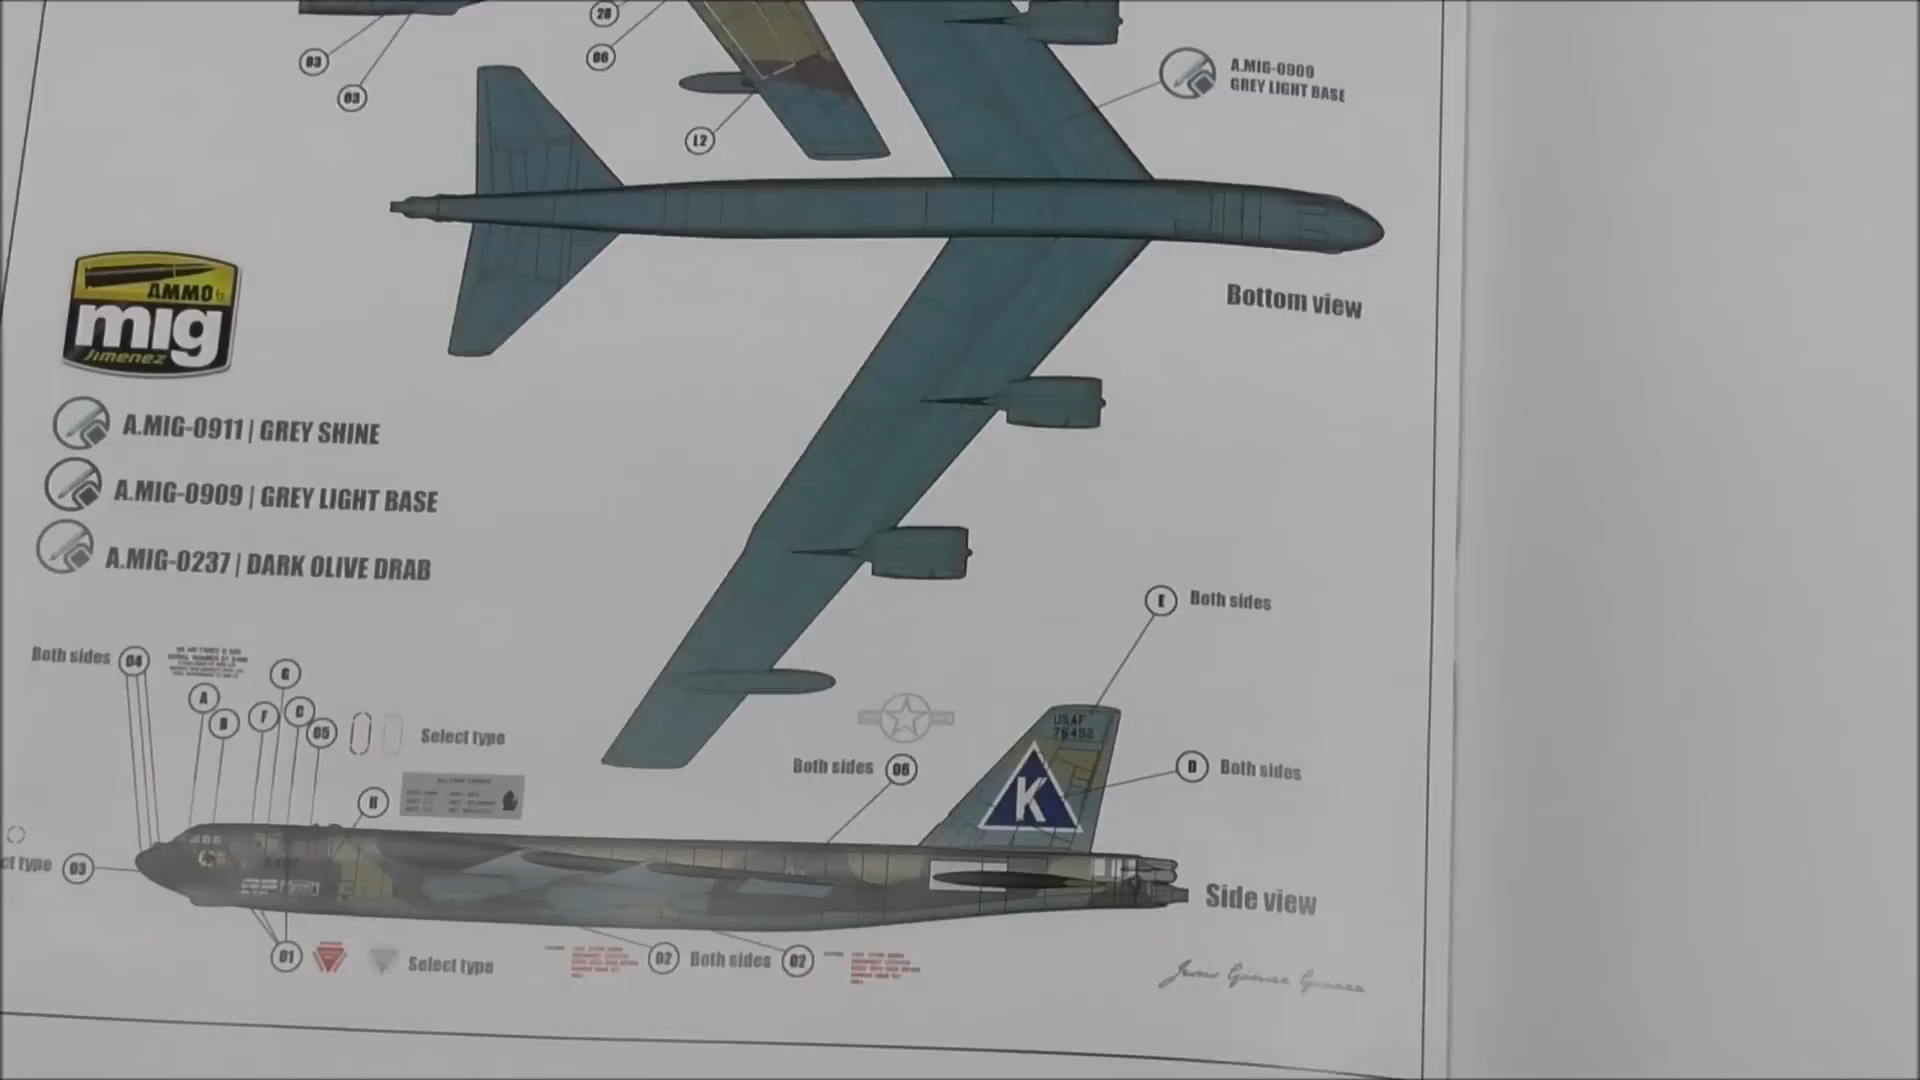 03
03
28
06
L2
A.MIG-0909
GREY LIGHT BASE
Bottom view
AMMO
mig
Jimenez
A.MIG-0911 | GREY SHINE
A.MIG-0909 | GREY LIGHT BASE
A.MIG-0237 | DARK OLIVE DRAB
E Both sides
Both sides 04
A
B
F
G
C
05
Select type
H
Both sides 06
USAF
76492
K
D Both sides
ct type 03
Side view
01
Select type
02 Both sides 02